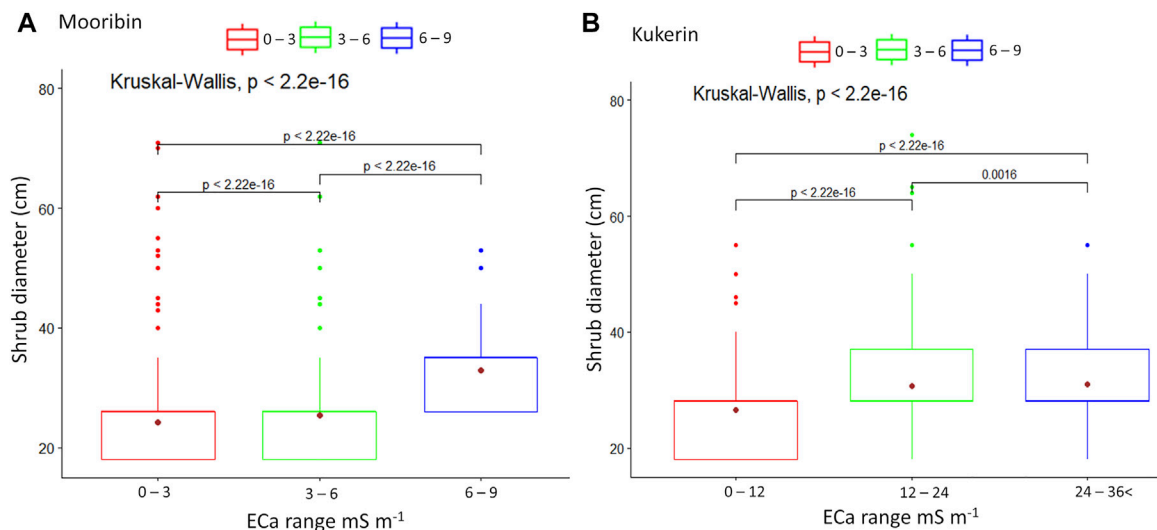 A Mooribin
0 – 3 3 – 6 6 – 9
Kruskal-Wallis, p < 2.2e-16
p < 2.22e-16
p < 2.22e-16
p < 2.22e-16
Shrub diameter (cm)
80
60
40
20
0 – 3 3 – 6 6 – 9
ECa range mS m⁻¹
B Kukerin
0 – 3 3 – 6 6 – 9
Kruskal-Wallis, p < 2.2e-16
p < 2.22e-16
0.0016
p < 2.22e-16
Shrub diameter (cm)
80
60
40
20
0 – 12 12 – 24 24 – 36<
ECa range mS m⁻¹